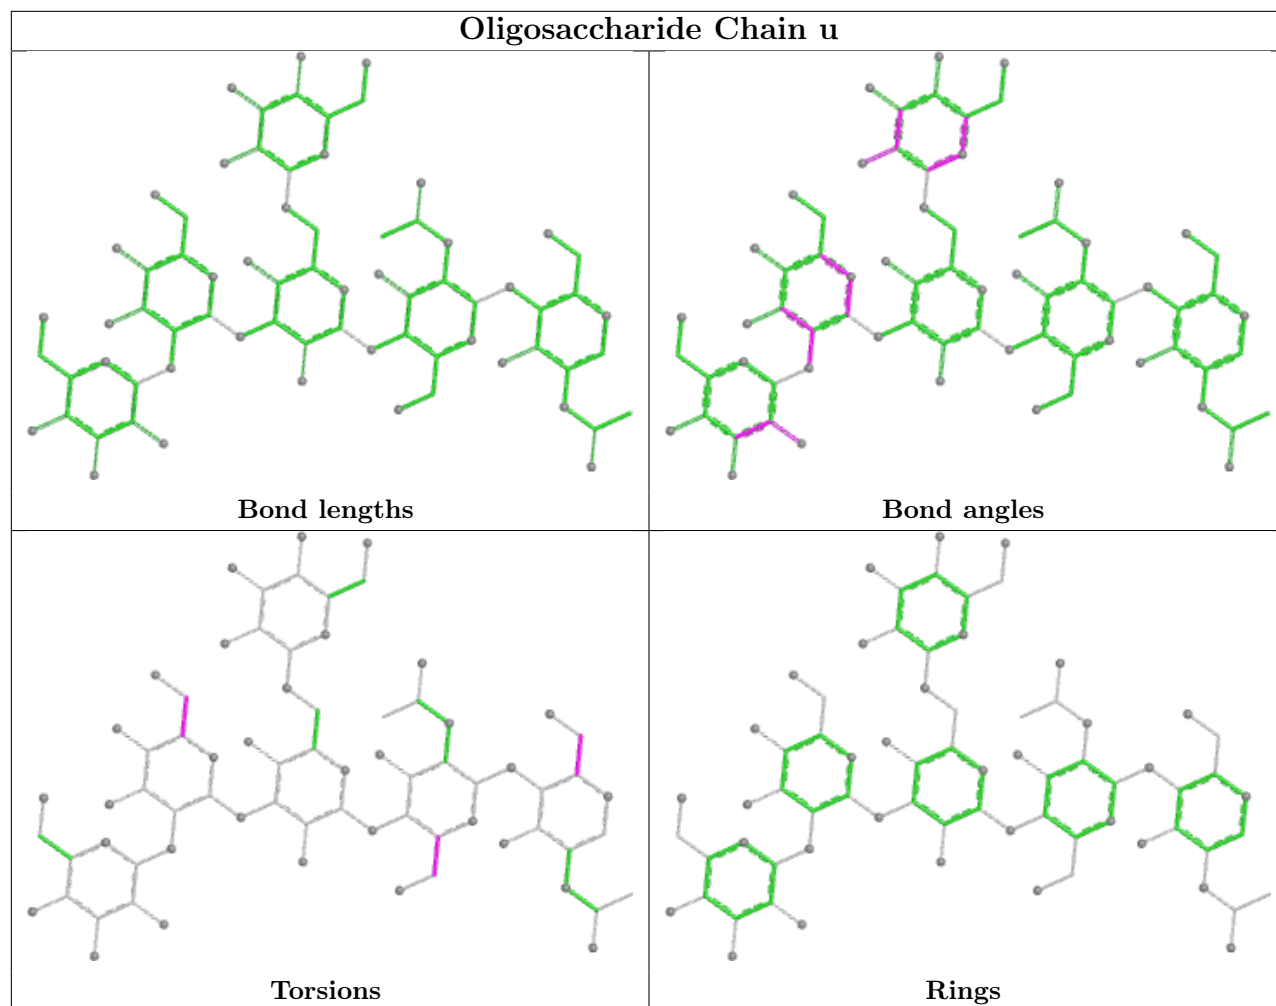 Oligosaccharide Chain u
Bond lengths
Bond angles
Torsions
Rings